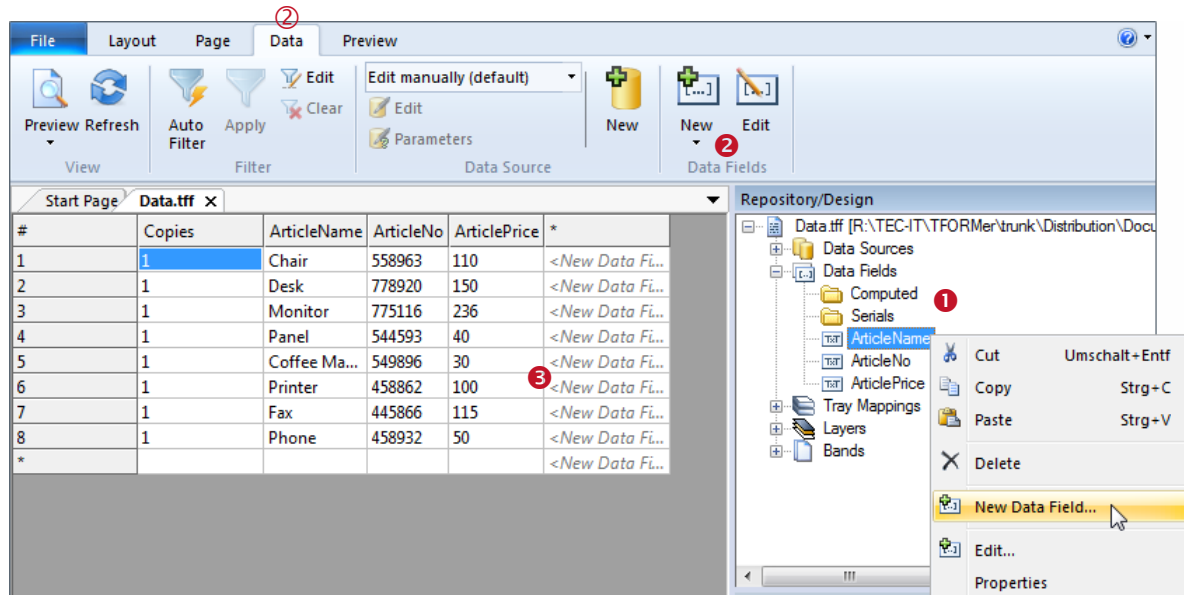 ②
File Layout Page Data Preview
Preview Refresh
Auto Filter
Apply
Edit
Clear
Edit manually (default)
Edit
Parameters
New
New
Edit
❷
View Filter Data Source Data Fields
Start Page Data.tff
Repository/Design
# Copies ArticleName ArticleNo ArticlePrice *
1 1 Chair 558963 110 <New Data Fi...
2 1 Desk 778920 150 <New Data Fi...
3 1 Monitor 775116 236 <New Data Fi...
4 1 Panel 544593 40 <New Data Fi...
5 1 Coffee Ma... 549896 30 <New Data Fi...
6 1 Printer 458862 100 <New Data Fi...
7 1 Fax 445866 115 <New Data Fi...
8 1 Phone 458932 50 <New Data Fi...
* <New Data Fi...
❸
Data.tff [R:\TEC-IT\TFORMer\trunk\Distribution\Docu
Data Sources
Data Fields
Computed
❶
Serials
ArticleName
ArticleNo
ArticlePrice
Tray Mappings
Layers
Bands
Cut Umschalt+Entf
Copy Strg+C
Paste Strg+V
Delete
New Data Field...
Edit...
Properties